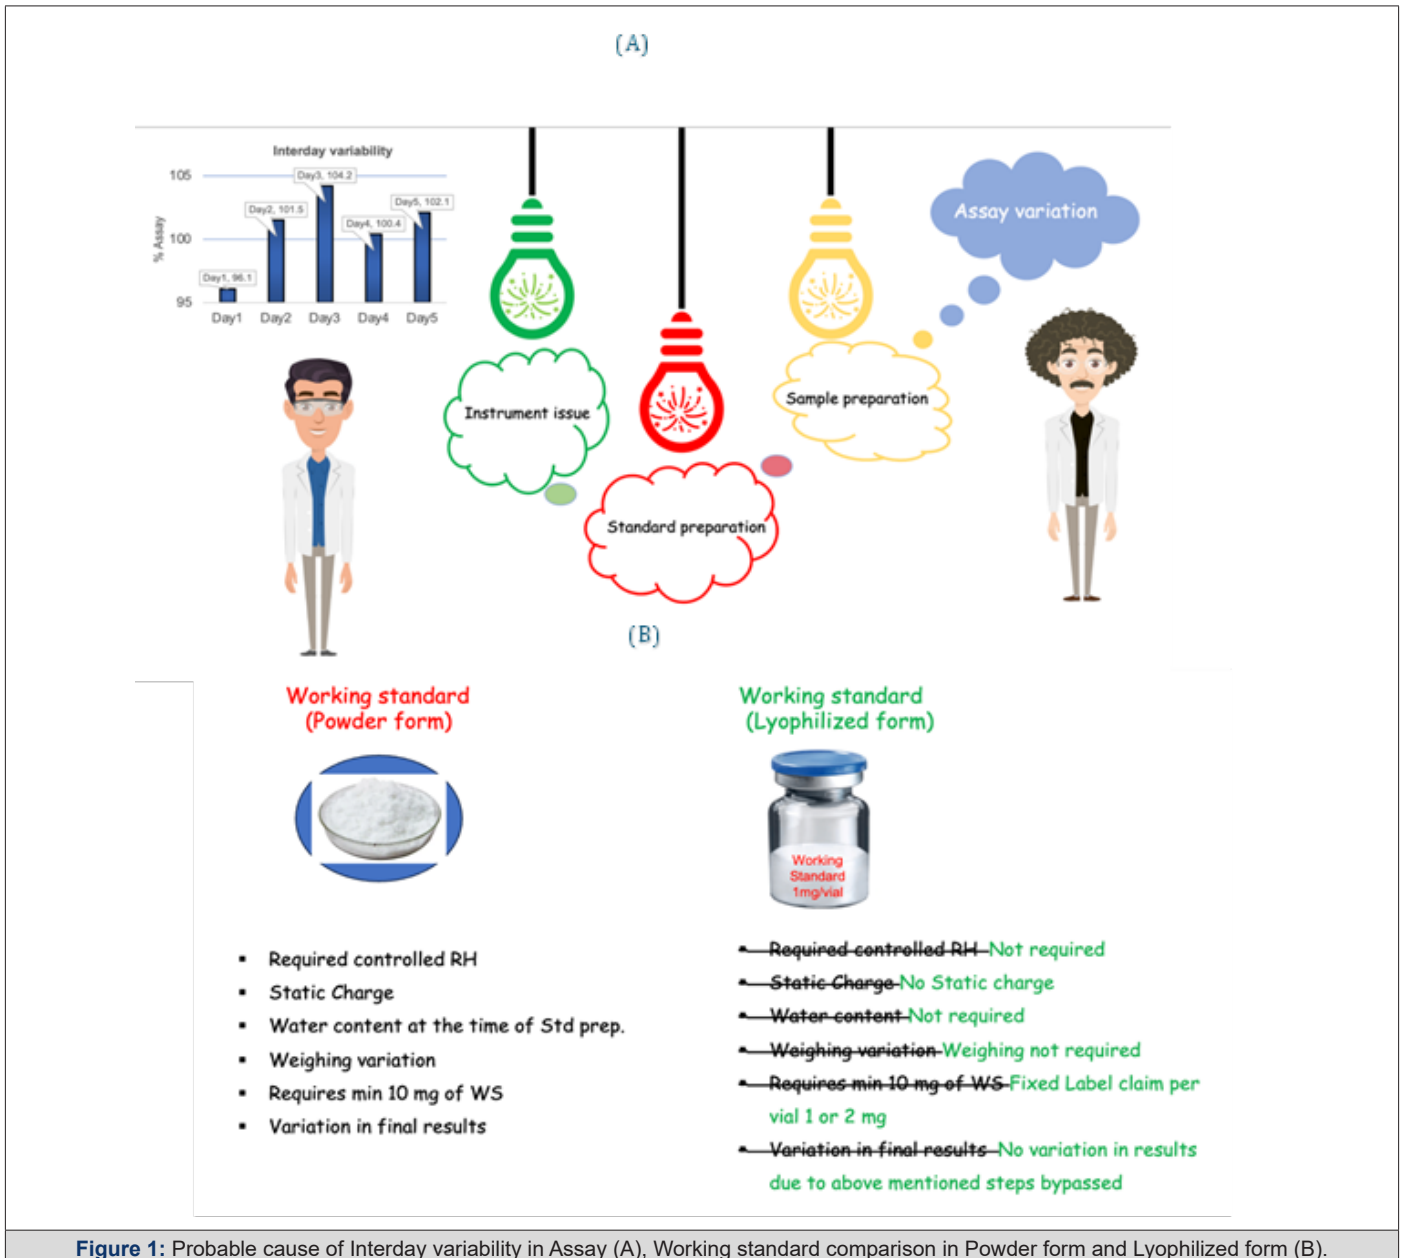 (A)
Interday variability
% Assay
105
100
95
Day1, 96.1
Day2, 101.5
Day3, 104.2
Day4, 100.4
Day5, 102.1
Day1 Day2 Day3 Day4 Day5
Assay variation
Instrument issue
Sample preparation
Standard preparation
(B)
Working standard
(Powder form)
▪ Required controlled RH
▪ Static Charge
▪ Water content at the time of Std prep.
▪ Weighing variation
▪ Requires min 10 mg of WS
▪ Variation in final results
Working standard
(Lyophilized form)
Working
Standard
1mg/vial
▪ Required controlled RH Not required
▪ Static Charge No Static charge
▪ Water content Not required
▪ Weighing variation Weighing not required
▪ Requires min 10 mg of WS Fixed Label claim per
vial 1 or 2 mg
▪ Variation in final results No variation in results
due to above mentioned steps bypassed
Figure 1: Probable cause of Interday variability in Assay (A), Working standard comparison in Powder form and Lyophilized form (B).